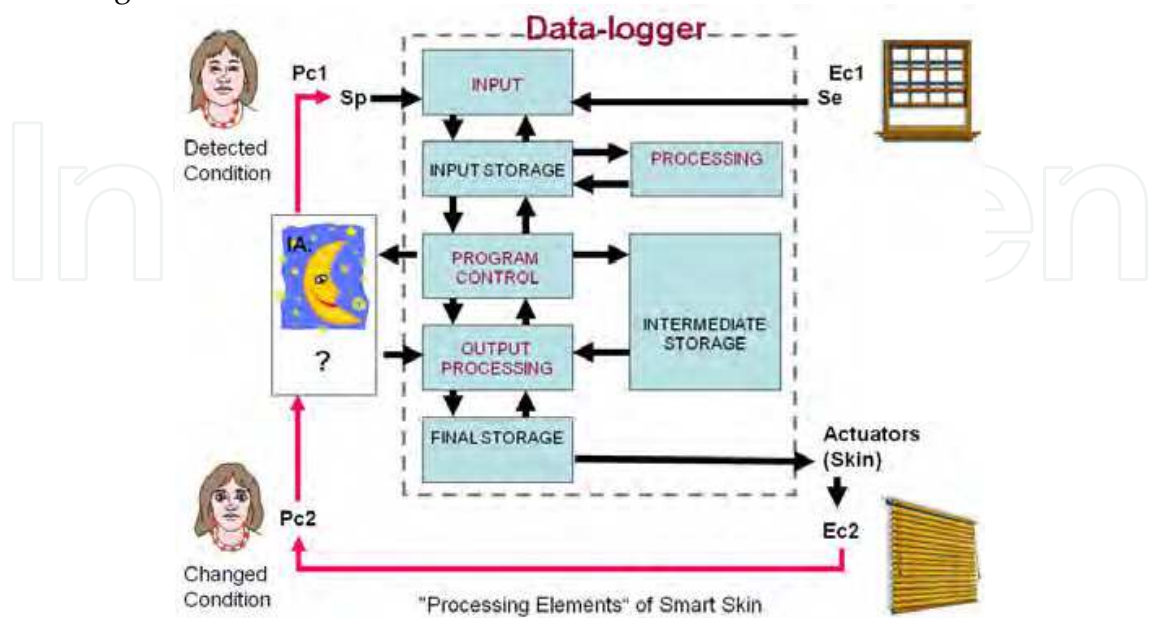 Data-logger
Pc1
Sp
INPUT
Ec1
Se
Detected
Condition
INPUT STORAGE
PROCESSING
IA.
PROGRAM
CONTROL
INTERMEDIATE
STORAGE
?
OUTPUT
PROCESSING
FINAL STORAGE
Actuators
(Skin)
Pc2
Ec2
Changed
Condition
"Processing Elements" of Smart Skin